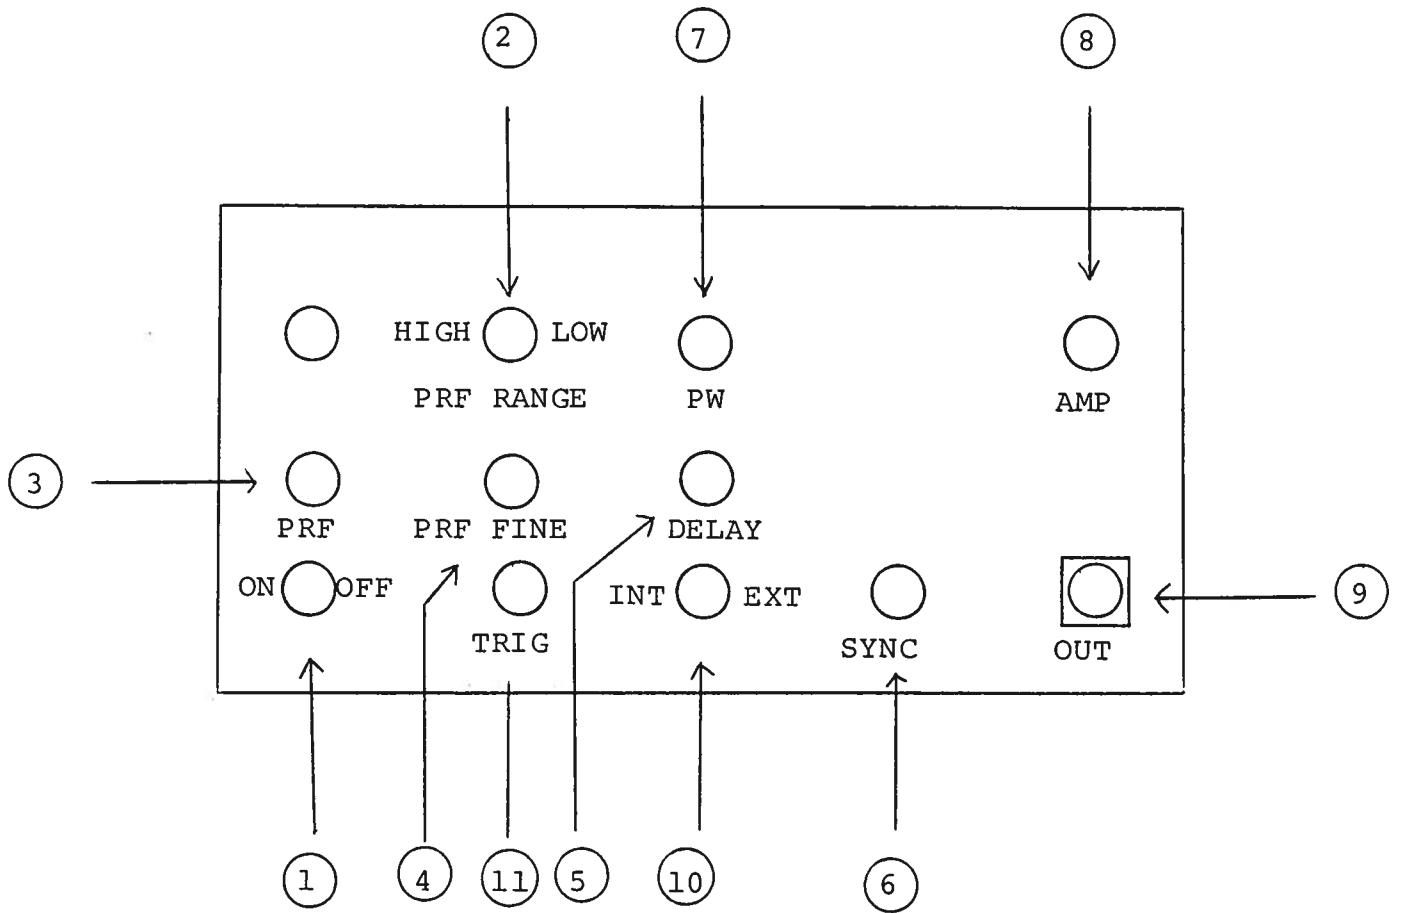 2 7 8
HIGH LOW
PRF RANGE PW AMP
3
PRF PRF FINE DELAY
ON OFF INT EXT 9
TRIG SYNC OUT
1 4 11 5 10 6